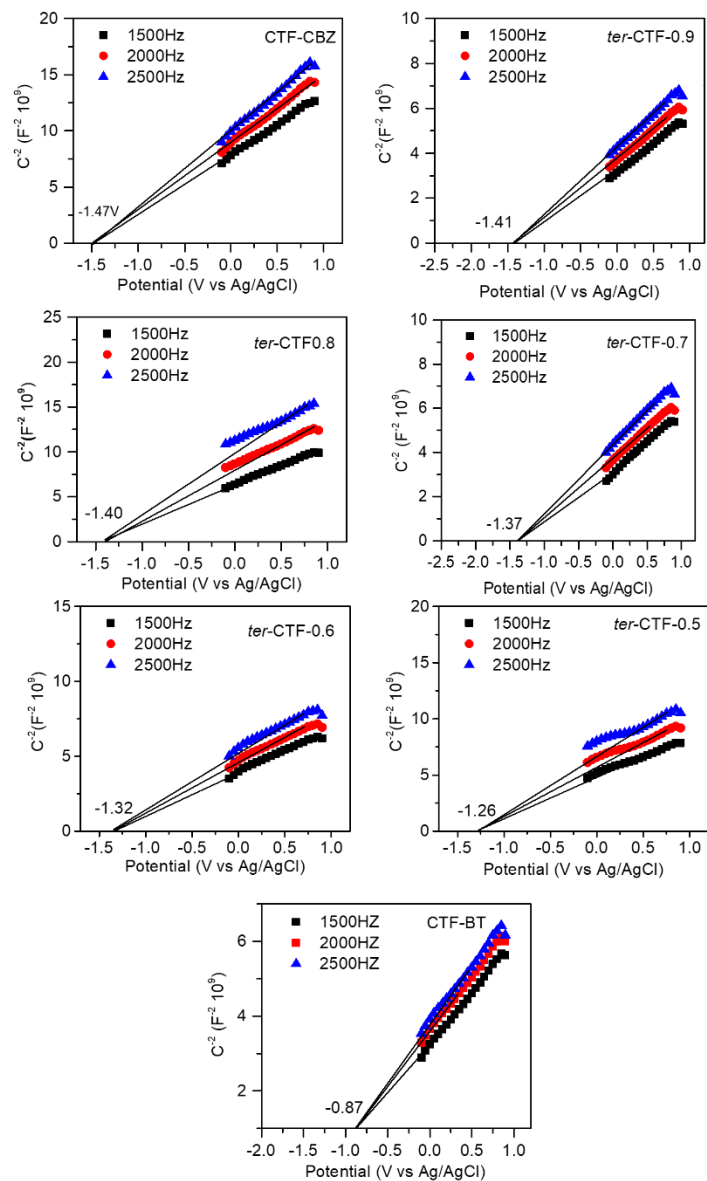 1500Hz
2000Hz
2500Hz
CTF-CBZ
20
15
10
5
0
C⁻² (F⁻² 10⁹)
-1.47V
-1.5 -1.0 -0.5 0.0 0.5 1.0
Potential (V vs Ag/AgCl)
1500Hz
2000Hz
2500Hz
ter-CTF-0.9
10
8
6
4
2
0
C⁻² (F⁻² 10⁹)
-1.41
-2.5 -2.0 -1.5 -1.0 -0.5 0.0 0.5 1.0
Potential (V vs Ag/AgCl)
1500Hz
2000Hz
2500Hz
ter-CTF0.8
25
20
15
10
5
0
C⁻²(F⁻² 10⁹)
-1.40
-1.5 -1.0 -0.5 0.0 0.5 1.0
Potential (V vs Ag/AgCl)
1500Hz
2000Hz
2500Hz
ter-CTF-0.7
10
8
6
4
2
0
C⁻² (F⁻² 10⁹)
-1.37
-2.5 -2.0 -1.5 -1.0 -0.5 0.0 0.5 1.0
Potential (V vs Ag/AgCl)
1500Hz
2000Hz
2500Hz
ter-CTF-0.6
15
10
5
0
C⁻² (F⁻² 10⁹)
-1.32
-1.5 -1.0 -0.5 0.0 0.5 1.0
Potential (V vs Ag/AgCl)
1500Hz
2000Hz
2500Hz
ter-CTF-0.5
20
15
10
5
0
C⁻² (F⁻² 10⁹)
-1.26
-1.5 -1.0 -0.5 0.0 0.5 1.0
Potential (V vs Ag/AgCl)
1500HZ
2000HZ
2500HZ
CTF-BT
6
4
2
C⁻² (F⁻² 10⁹)
-0.87
-2.0 -1.5 -1.0 -0.5 0.0 0.5 1.0
Potential (V vs Ag/AgCl)